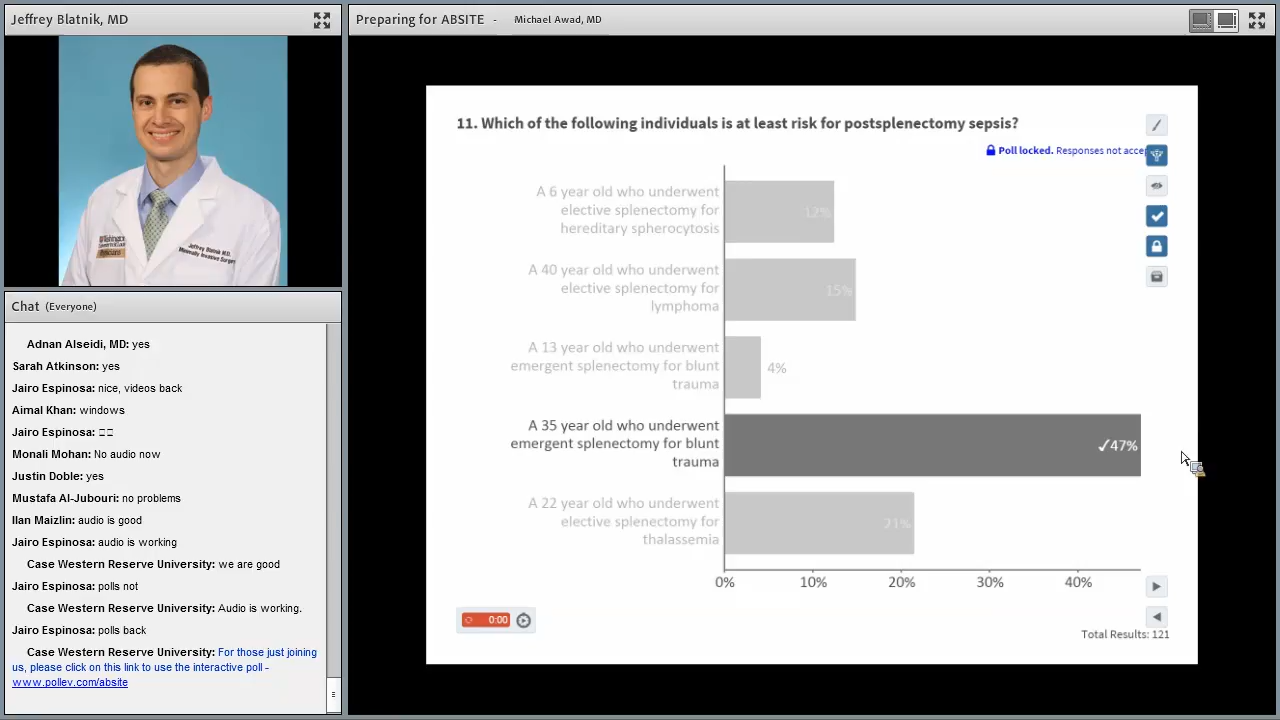 Jeffrey Blatnik, MD
Jeffrey Blatnik M.D.
Minimally Invasive Surgery
Chat (Everyone)
Adnan Alseidi, MD: yes
Sarah Atkinson: yes
Jairo Espinosa: nice, videos back
Aimal Khan: windows
Jairo Espinosa:
Monali Mohan: No audio now
Justin Doble: yes
Mustafa Al-Jubouri: no problems
Ilan Maizlin: audio is good
Jairo Espinosa: audio is working
Case Western Reserve University: we are good
Jairo Espinosa: polls not
Case Western Reserve University: Audio is working.
Jairo Espinosa: polls back
Case Western Reserve University: For those just joining
us, please click on this link to use the interactive poll -
www.pollev.com/absite
Preparing for ABSITE - Michael Awad, MD
11. Which of the following individuals is at least risk for postsplenectomy sepsis?
Poll locked. Responses not acce
A 6 year old who underwent
elective splenectomy for
hereditary spherocytosis
12%
A 40 year old who underwent
elective splenectomy for
lymphoma
15%
A 13 year old who underwent
emergent splenectomy for blunt
trauma
4%
A 35 year old who underwent
emergent splenectomy for blunt
trauma
✓47%
A 22 year old who underwent
elective splenectomy for
thalassemia
21%
0% 10% 20% 30% 40%
0:00
Total Results: 121